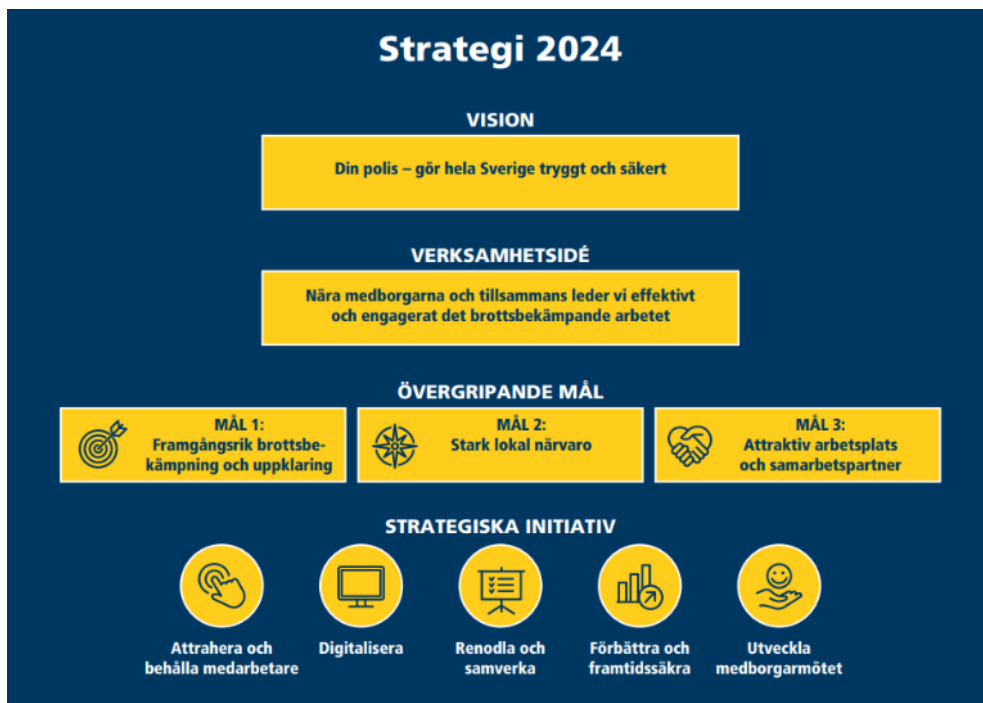 Strategi 2024
VISION
Din polis – gör hela Sverige tryggt och säkert
VERKSAMHETSIDÉ
Nära medborgarna och tillsammans leder vi effektivt
och engagerat det brottsbekämpande arbetet
ÖVERGRIPANDE MÅL
MÅL 1:
Framgångsrik brottsbe-
kämpning och uppklaring
MÅL 2:
Stark lokal närvaro
MÅL 3:
Attraktiv arbetsplats
och samarbetspartner
STRATEGISKA INITIATIV
Attrahera och
behålla medarbetare
Digitalisera
Renodla och
samverka
Förbättra och
framtidssäkra
Utveckla
medborgarmötet